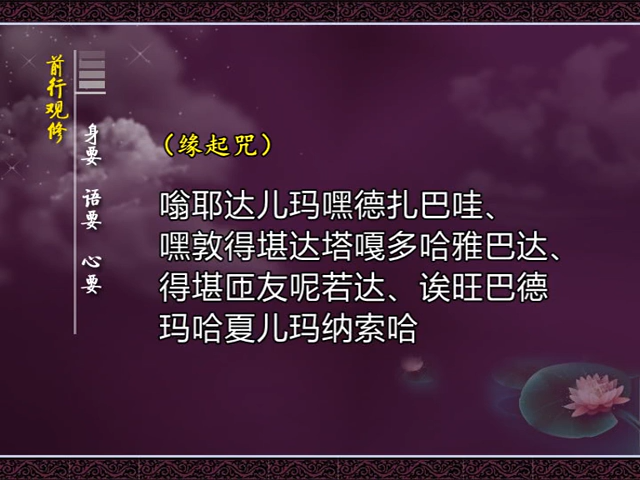 前行观修
身要
语要
心要
（缘起咒）
嗡耶达儿玛嘿德扎巴哇、
嘿敦得堪达塔嘎多哈雅巴达、
得堪匝友呢若达、诶旺巴德
玛哈夏儿玛纳索哈